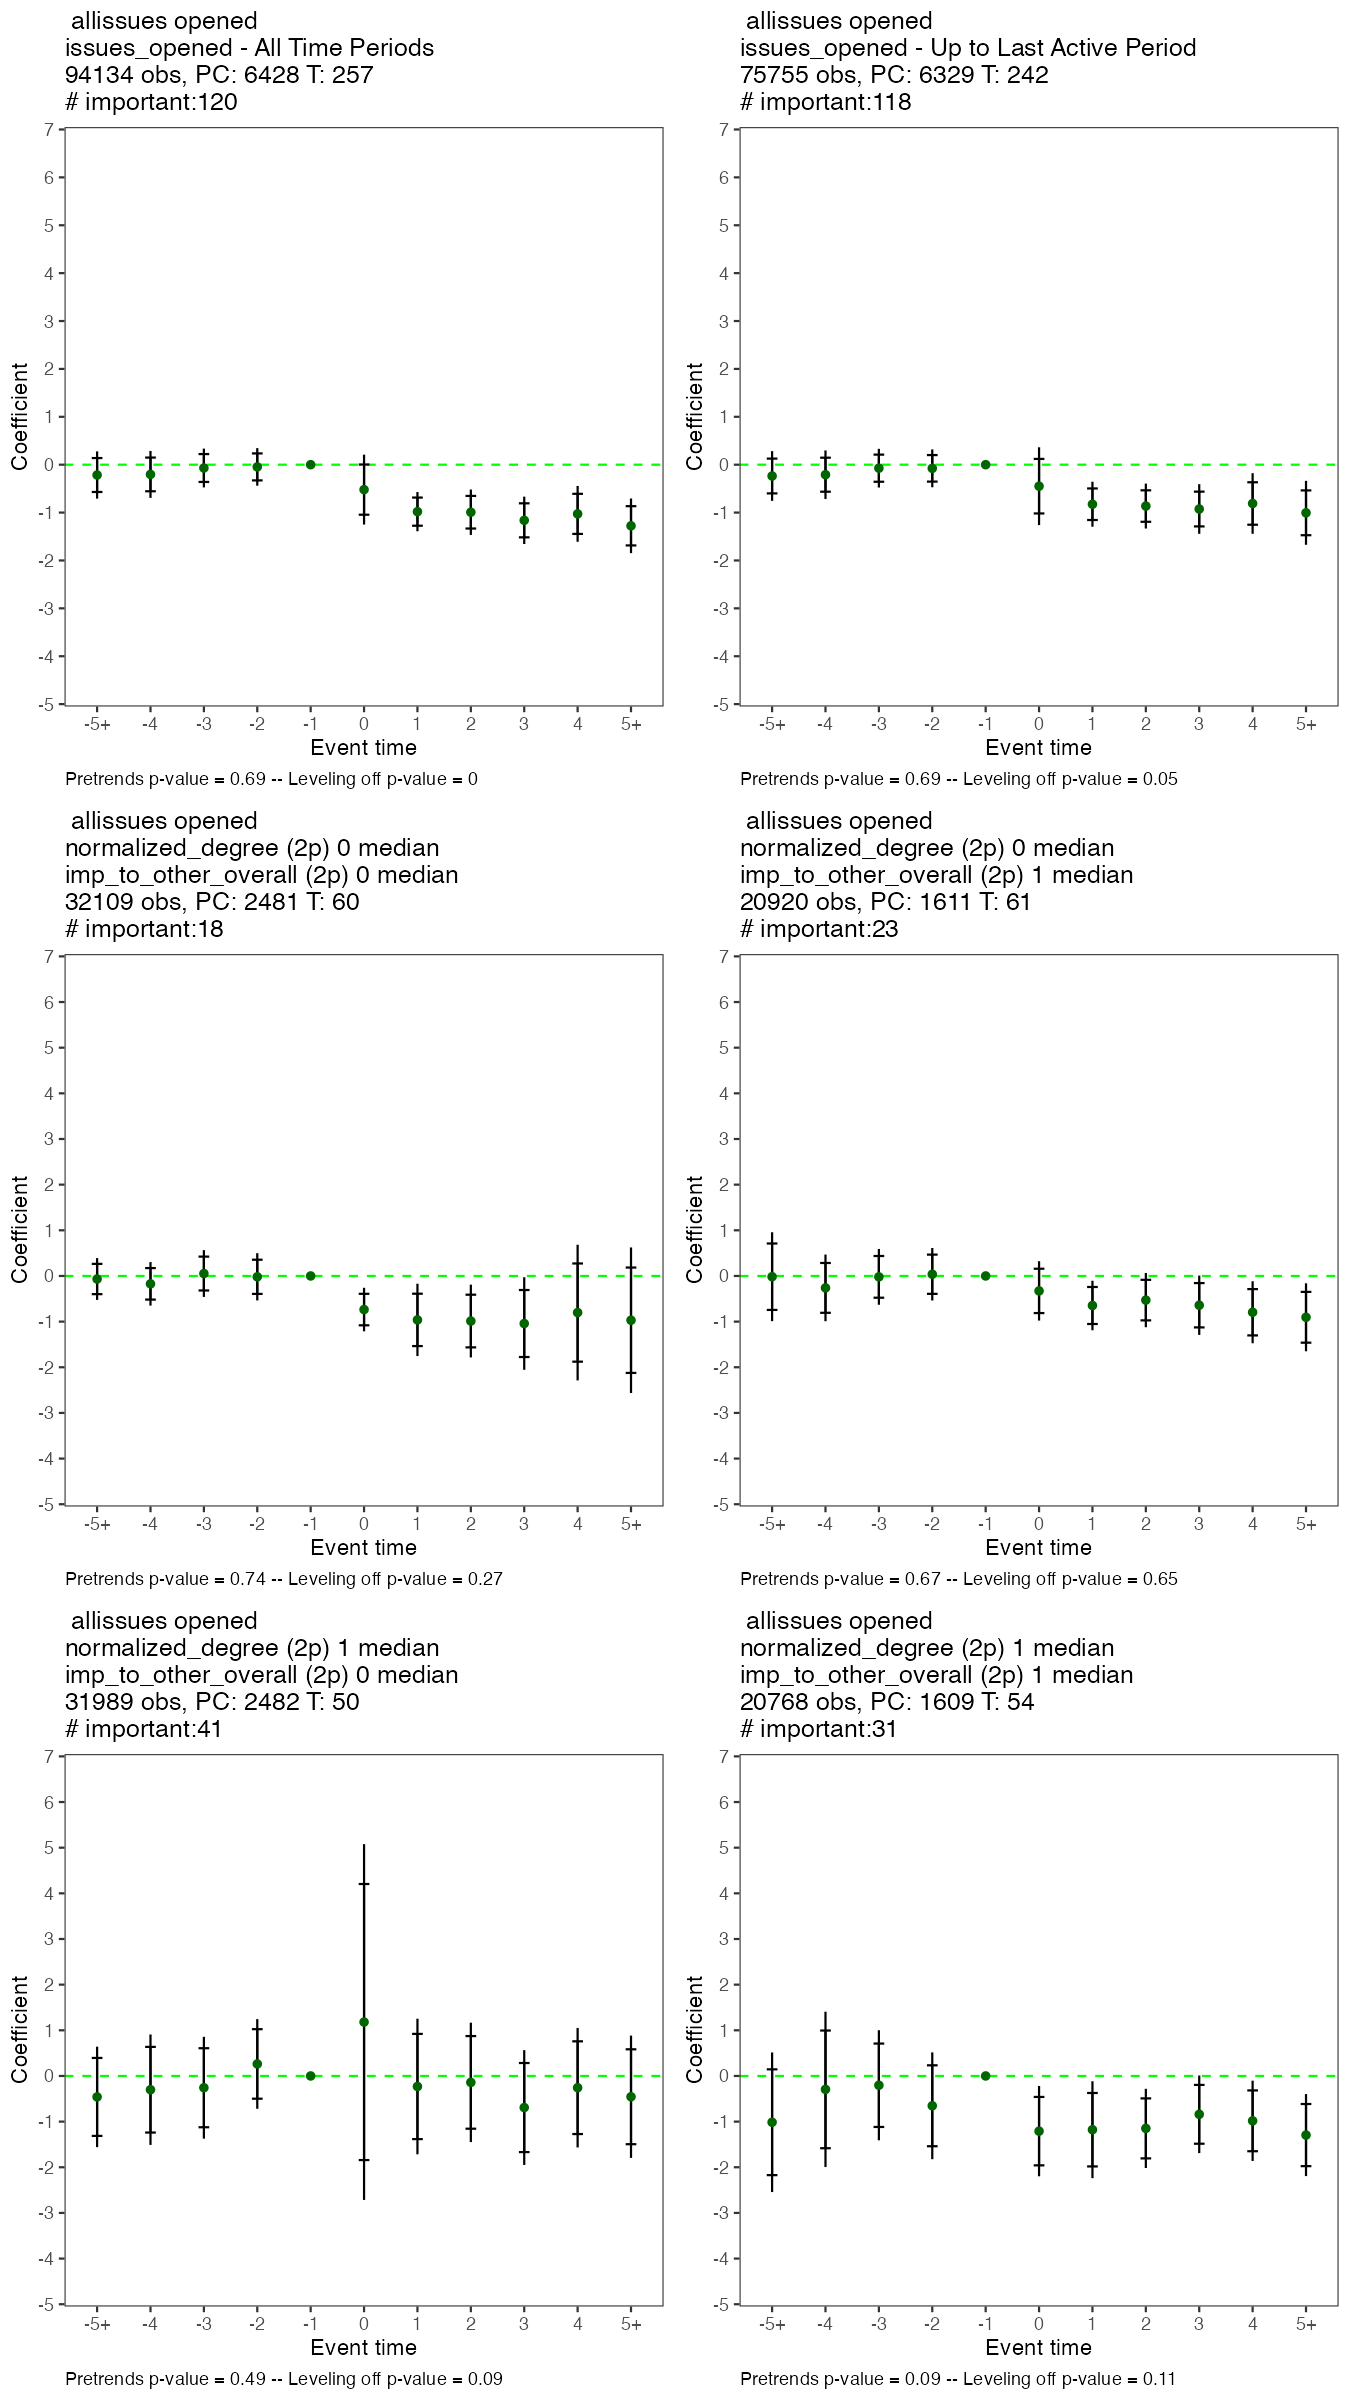 allissues opened
issues_opened - All Time Periods
94134 obs, PC: 6428 T: 257
# important:120
7
6
5
4
3
2
1
0
-1
-2
-3
-4
-5
Coefficient
-5+ -4 -3 -2 -1 0 1 2 3 4 5+
Event time
Pretrends p-value = 0.69 -- Leveling off p-value = 0
allissues opened
issues_opened - Up to Last Active Period
75755 obs, PC: 6329 T: 242
# important:118
7
6
5
4
3
2
1
0
-1
-2
-3
-4
-5
Coefficient
-5+ -4 -3 -2 -1 0 1 2 3 4 5+
Event time
Pretrends p-value = 0.69 -- Leveling off p-value = 0.05
allissues opened
normalized_degree (2p) 0 median
imp_to_other_overall (2p) 0 median
32109 obs, PC: 2481 T: 60
# important:18
7
6
5
4
3
2
1
0
-1
-2
-3
-4
-5
Coefficient
-5+ -4 -3 -2 -1 0 1 2 3 4 5+
Event time
Pretrends p-value = 0.74 -- Leveling off p-value = 0.27
allissues opened
normalized_degree (2p) 0 median
imp_to_other_overall (2p) 1 median
20920 obs, PC: 1611 T: 61
# important:23
7
6
5
4
3
2
1
0
-1
-2
-3
-4
-5
Coefficient
-5+ -4 -3 -2 -1 0 1 2 3 4 5+
Event time
Pretrends p-value = 0.67 -- Leveling off p-value = 0.65
allissues opened
normalized_degree (2p) 1 median
imp_to_other_overall (2p) 0 median
31989 obs, PC: 2482 T: 50
# important:41
7
6
5
4
3
2
1
0
-1
-2
-3
-4
-5
Coefficient
-5+ -4 -3 -2 -1 0 1 2 3 4 5+
Event time
Pretrends p-value = 0.49 -- Leveling off p-value = 0.09
allissues opened
normalized_degree (2p) 1 median
imp_to_other_overall (2p) 1 median
20768 obs, PC: 1609 T: 54
# important:31
7
6
5
4
3
2
1
0
-1
-2
-3
-4
-5
Coefficient
-5+ -4 -3 -2 -1 0 1 2 3 4 5+
Event time
Pretrends p-value = 0.09 -- Leveling off p-value = 0.11